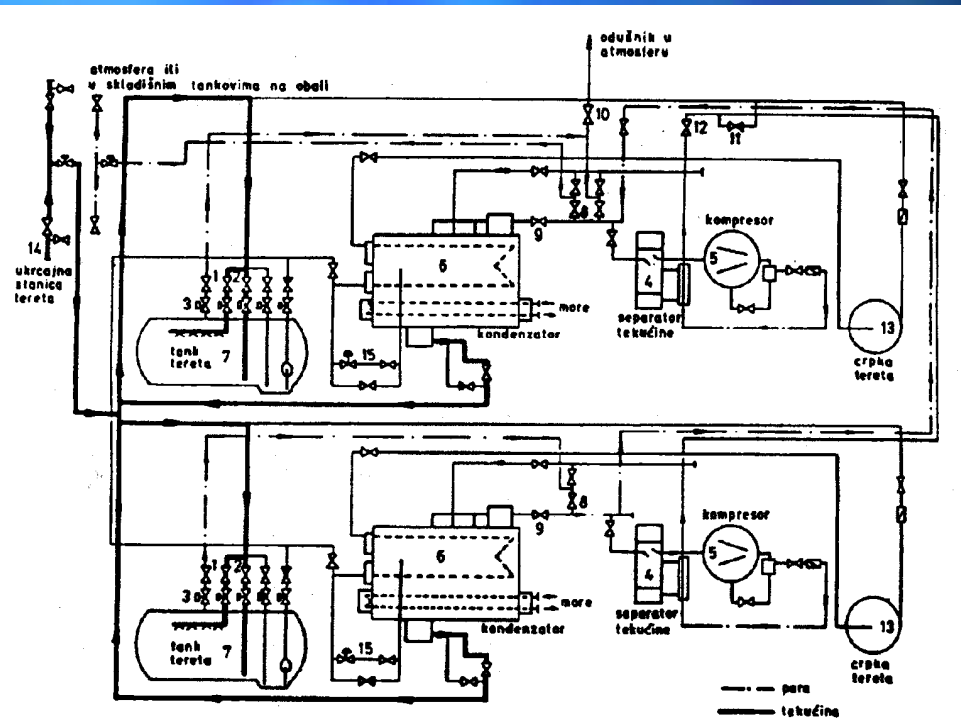 odušnik u
atmosferu
atmosfera ili
u skladišnim tankovima na obali
10
12
11
14
ukrcajna
stanica
tereta
1
2
3
tank
tereta
7
6
8
9
more
kondenzator
15
kompresor
5
4
separator
tekućine
13
crpka
tereta
1
2
3
tank
tereta
7
6
8
9
more
kondenzator
15
kompresor
5
4
separator
tekućine
13
crpka
tereta
para
tekućina